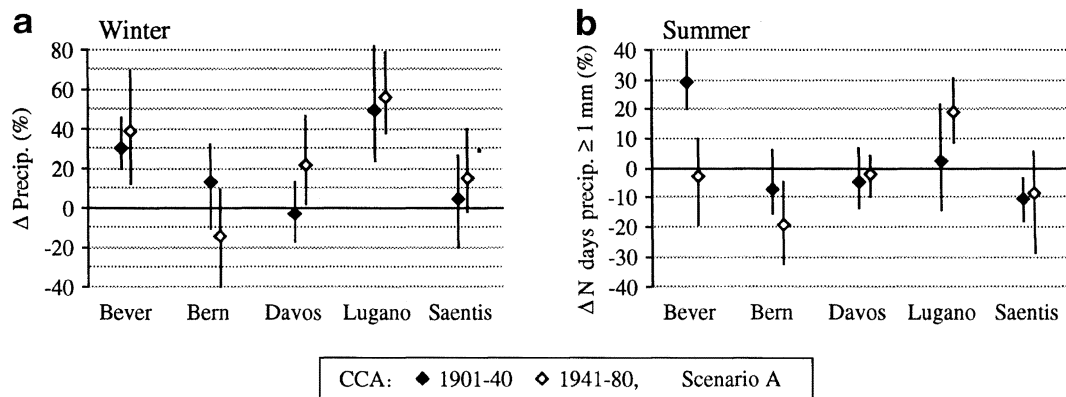 a Winter
Δ Precip. (%)
80
60
40
20
0
-20
-40
Bever Bern Davos Lugano Saentis
b Summer
Δ N days precip. ≥ 1 mm (%)
40
30
20
10
0
-10
-20
-30
-40
Bever Bern Davos Lugano Saentis
CCA: ◆ 1901-40 ◇ 1941-80, Scenario A